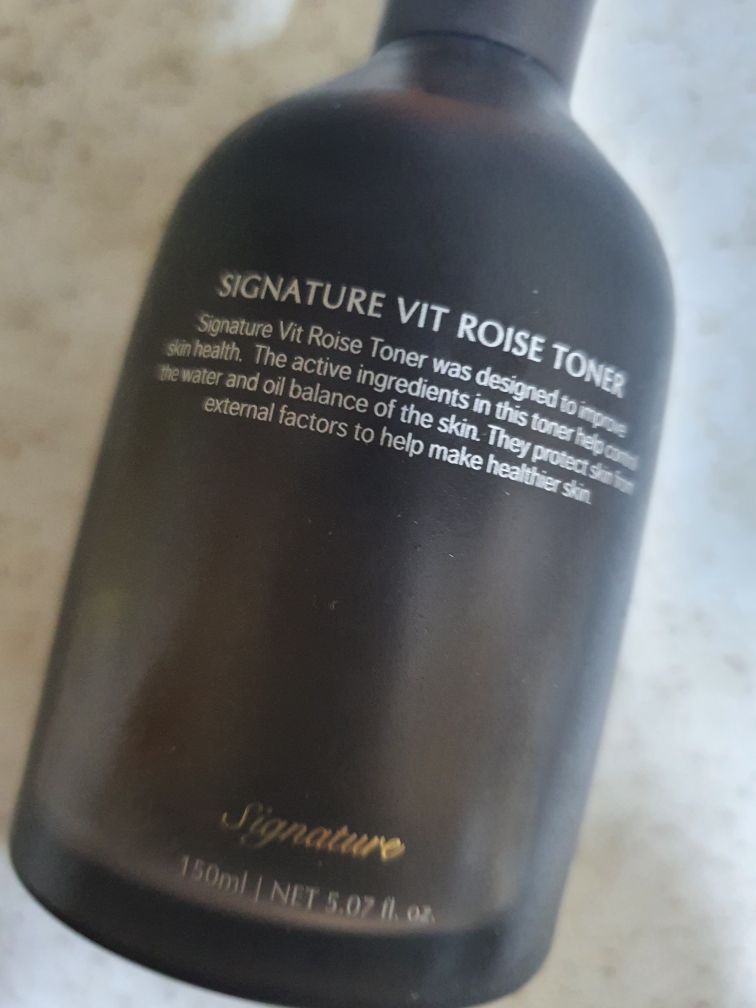 SIGNATURE VIT ROISE TONER
Signature Vit Roise Toner was designed to improve
skin health. The active ingredients in this toner help control
the water and oil balance of the skin. They protect skin from
external factors to help make healthier skin.
Signature
150ml | NET 5.07 fl. oz.